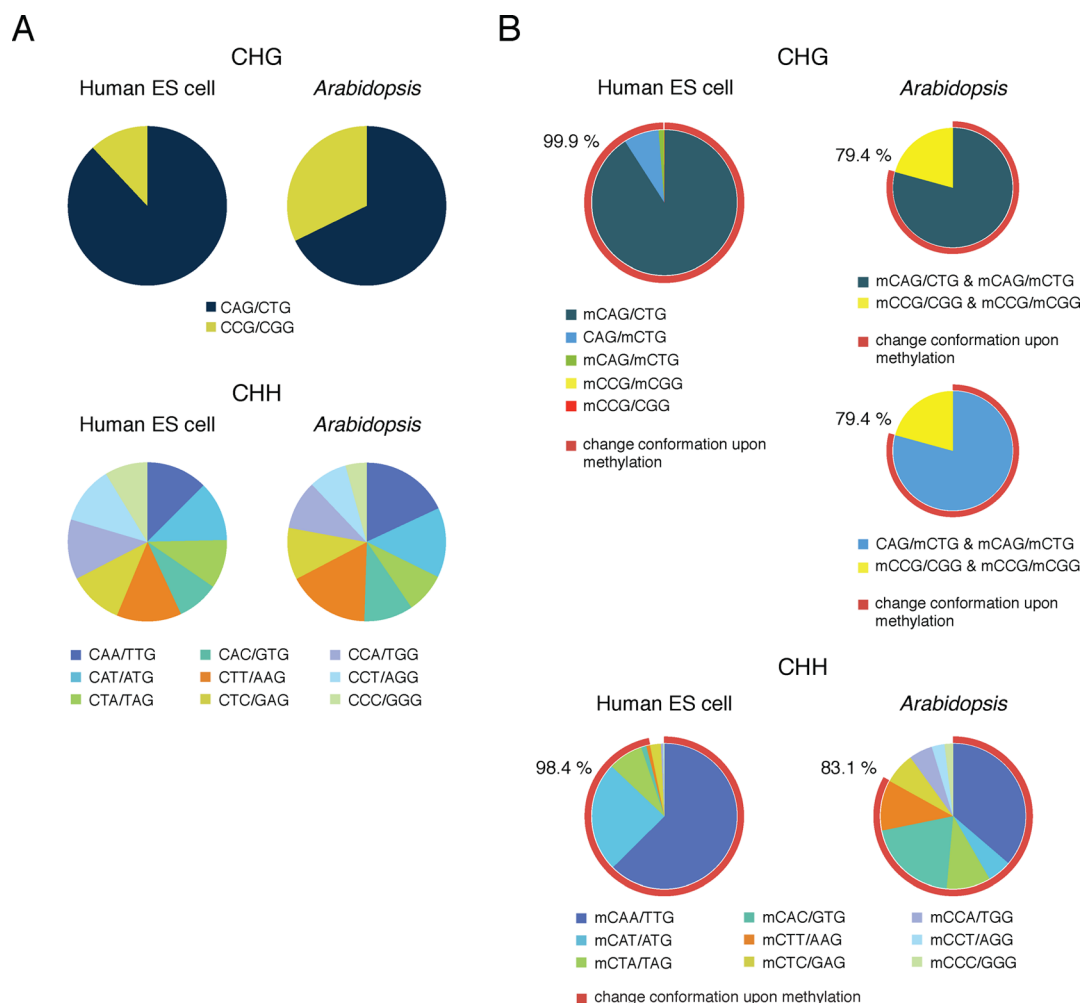 A
CHG
Human ES cell
Arabidopsis
CAG/CTG
CCG/CGG
CHH
Human ES cell
Arabidopsis
CAA/TTG
CAC/GTG
CCA/TGG
CAT/ATG
CTT/AAG
CCT/AGG
CTA/TAG
CTC/GAG
CCC/GGG
B
CHG
Human ES cell
Arabidopsis
99.9 %
mCAG/CTG
CAG/mCTG
mCAG/mCTG
mCCG/mCGG
mCCG/CGG
change conformation upon
methylation
79.4 %
mCAG/CTG & mCAG/mCTG
mCCG/CGG & mCCG/mCGG
change conformation upon
methylation
79.4 %
CAG/mCTG & mCAG/mCTG
mCCG/CGG & mCCG/mCGG
change conformation upon
methylation
CHH
Human ES cell
Arabidopsis
98.4 %
83.1 %
mCAA/TTG
mCAC/GTG
mCCA/TGG
mCAT/ATG
mCTT/AAG
mCCT/AGG
mCTA/TAG
mCTC/GAG
mCCC/GGG
change conformation upon methylation